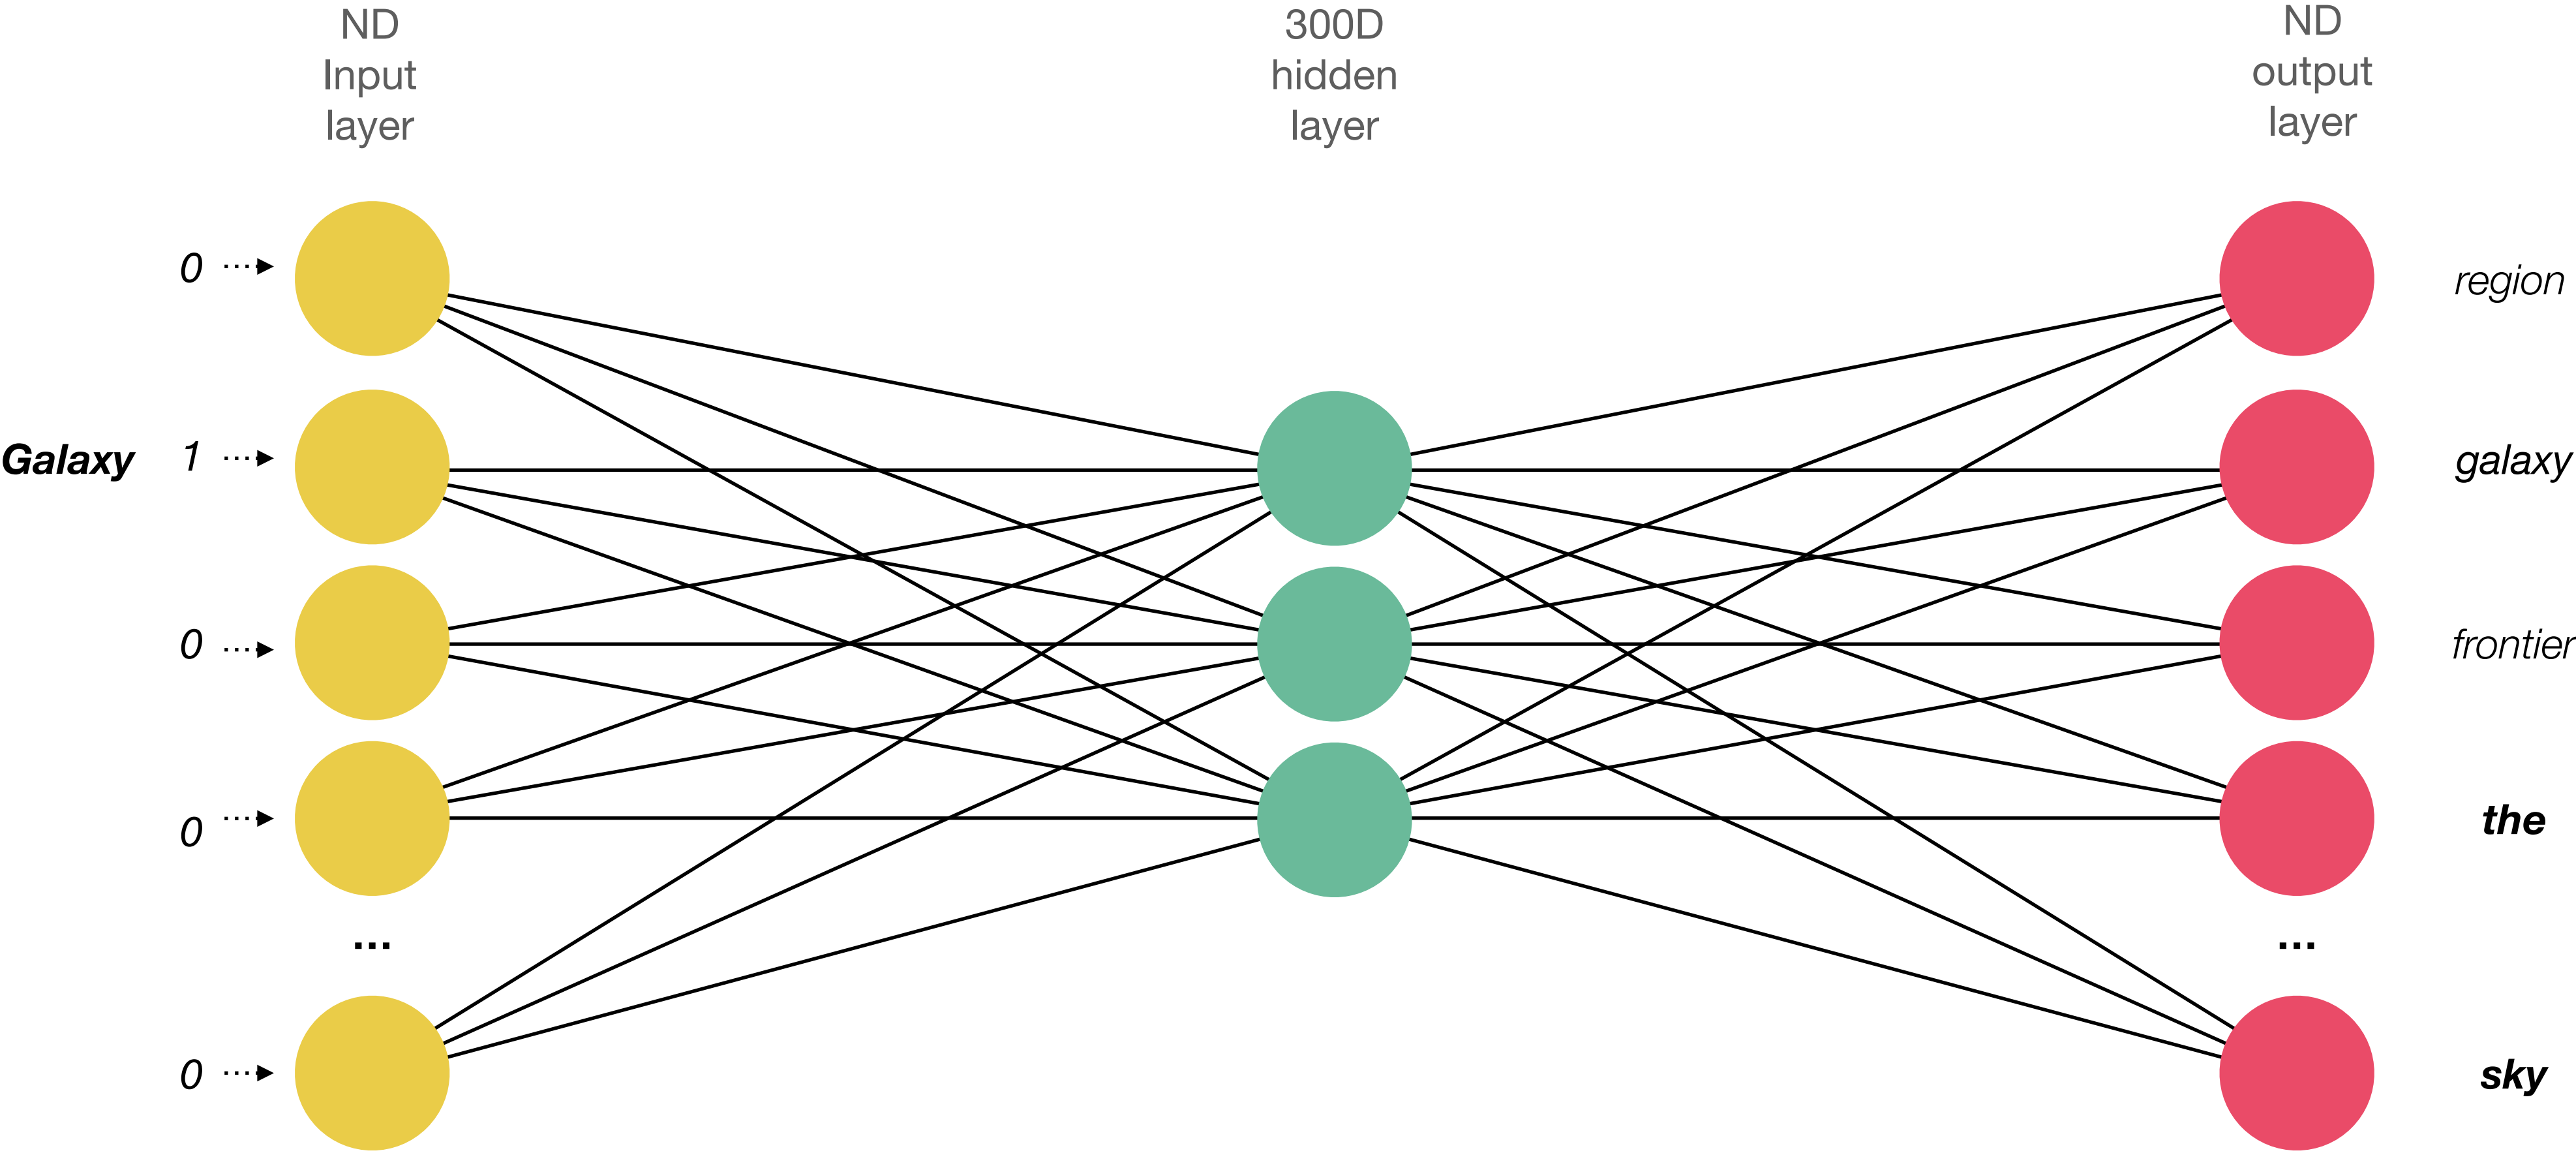 ND
Input
layer
300D
hidden
layer
ND
output
layer
0
region
Galaxy 1
galaxy
0
frontier
0
the
...
...
0
sky